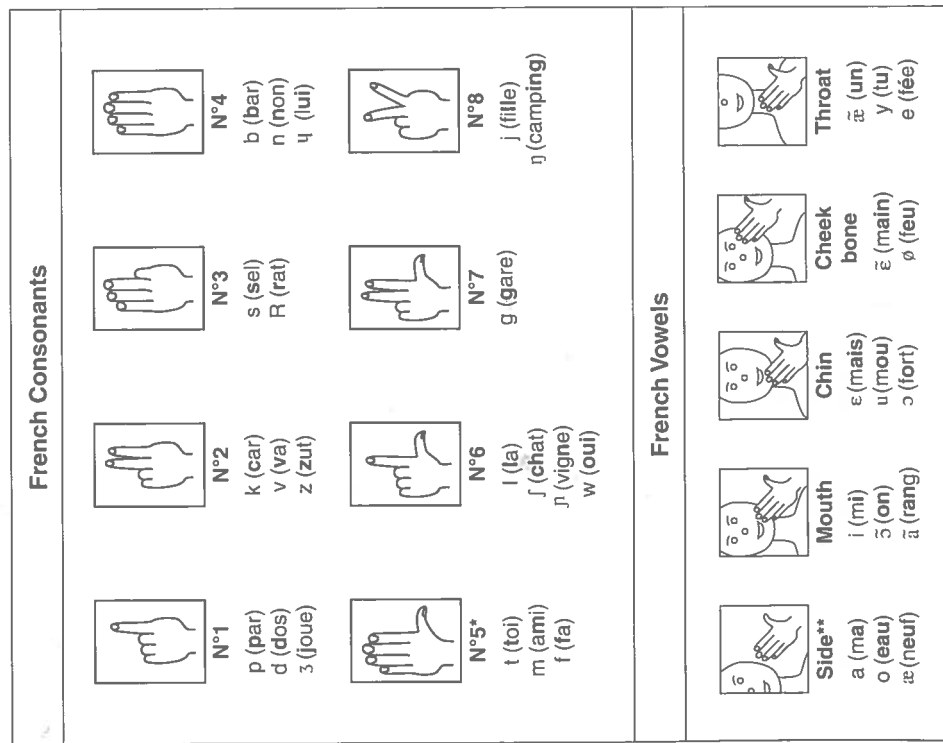 French Consonants
N°1
p (par)
d (dos)
ʒ (joue)
N°2
k (car)
v (va)
z (zut)
N°3
s (sel)
R (rat)
N°4
b (bar)
n (non)
ɥ (lui)
N°5*
t (toi)
m (ami)
f (fa)
N°6
l (la)
ʃ (chat)
ɲ (vigne)
w (oui)
N°7
g (gare)
N°8
j (fille)
ŋ (camping)
French Vowels
Side**
a (ma)
o (eau)
æ (neuf)
Mouth
i (mi)
ɔ̃ (on)
ã (rang)
Chin
ɛ (mais)
u (mou)
ɔ (fort)
Cheek
bone
ɛ̃ (main)
ø (feu)
Throat
æ̃ (un)
y (tu)
e (fée)